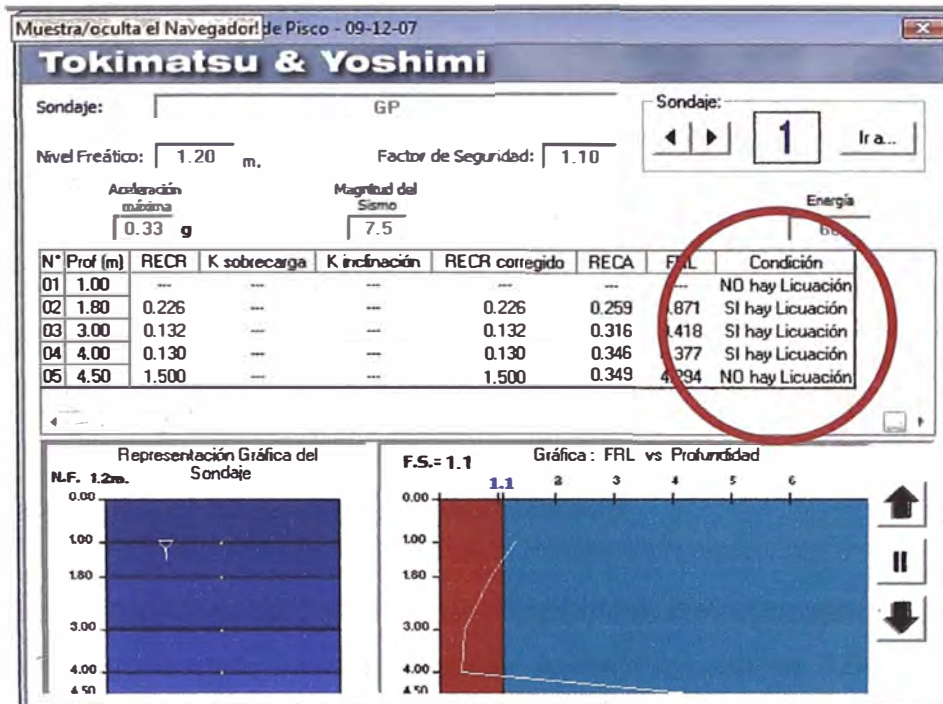 Muestra/oculta el Navegador! de Pisco - 09-12-07
Tokimatsu & Yoshimi
Sondaje: GP
Sondaje:
1 Ir a...
Nivel Freático: 1.20 m. Factor de Seguridad: 1.10
Aceleración máxima 0.33 g
Magnitud del Sismo 7.5
Energía
N° Prof (m) RECR K sobrecarga K inclinación RECR corregido RECA FRL Condición
01 1.00 --- --- --- --- --- --- NO hay Licuación
02 1.80 0.226 --- --- 0.226 0.259 .871 SI hay Licuación
03 3.00 0.132 --- --- 0.132 0.316 .418 SI hay Licuación
04 4.00 0.130 --- --- 0.130 0.346 .377 SI hay Licuación
05 4.50 1.500 --- --- 1.500 0.349 4.294 NO hay Licuación
Representación Gráfica del
Sondaje
N.F. 1.2m.
0.00
1.00
1.80
3.00
4.00
4.50
F.S.= 1.1 Gráfica : FRL vs Profundidad
1.1 2 3 4 5 6
0.00
1.00
1.80
3.00
4.00
4.50